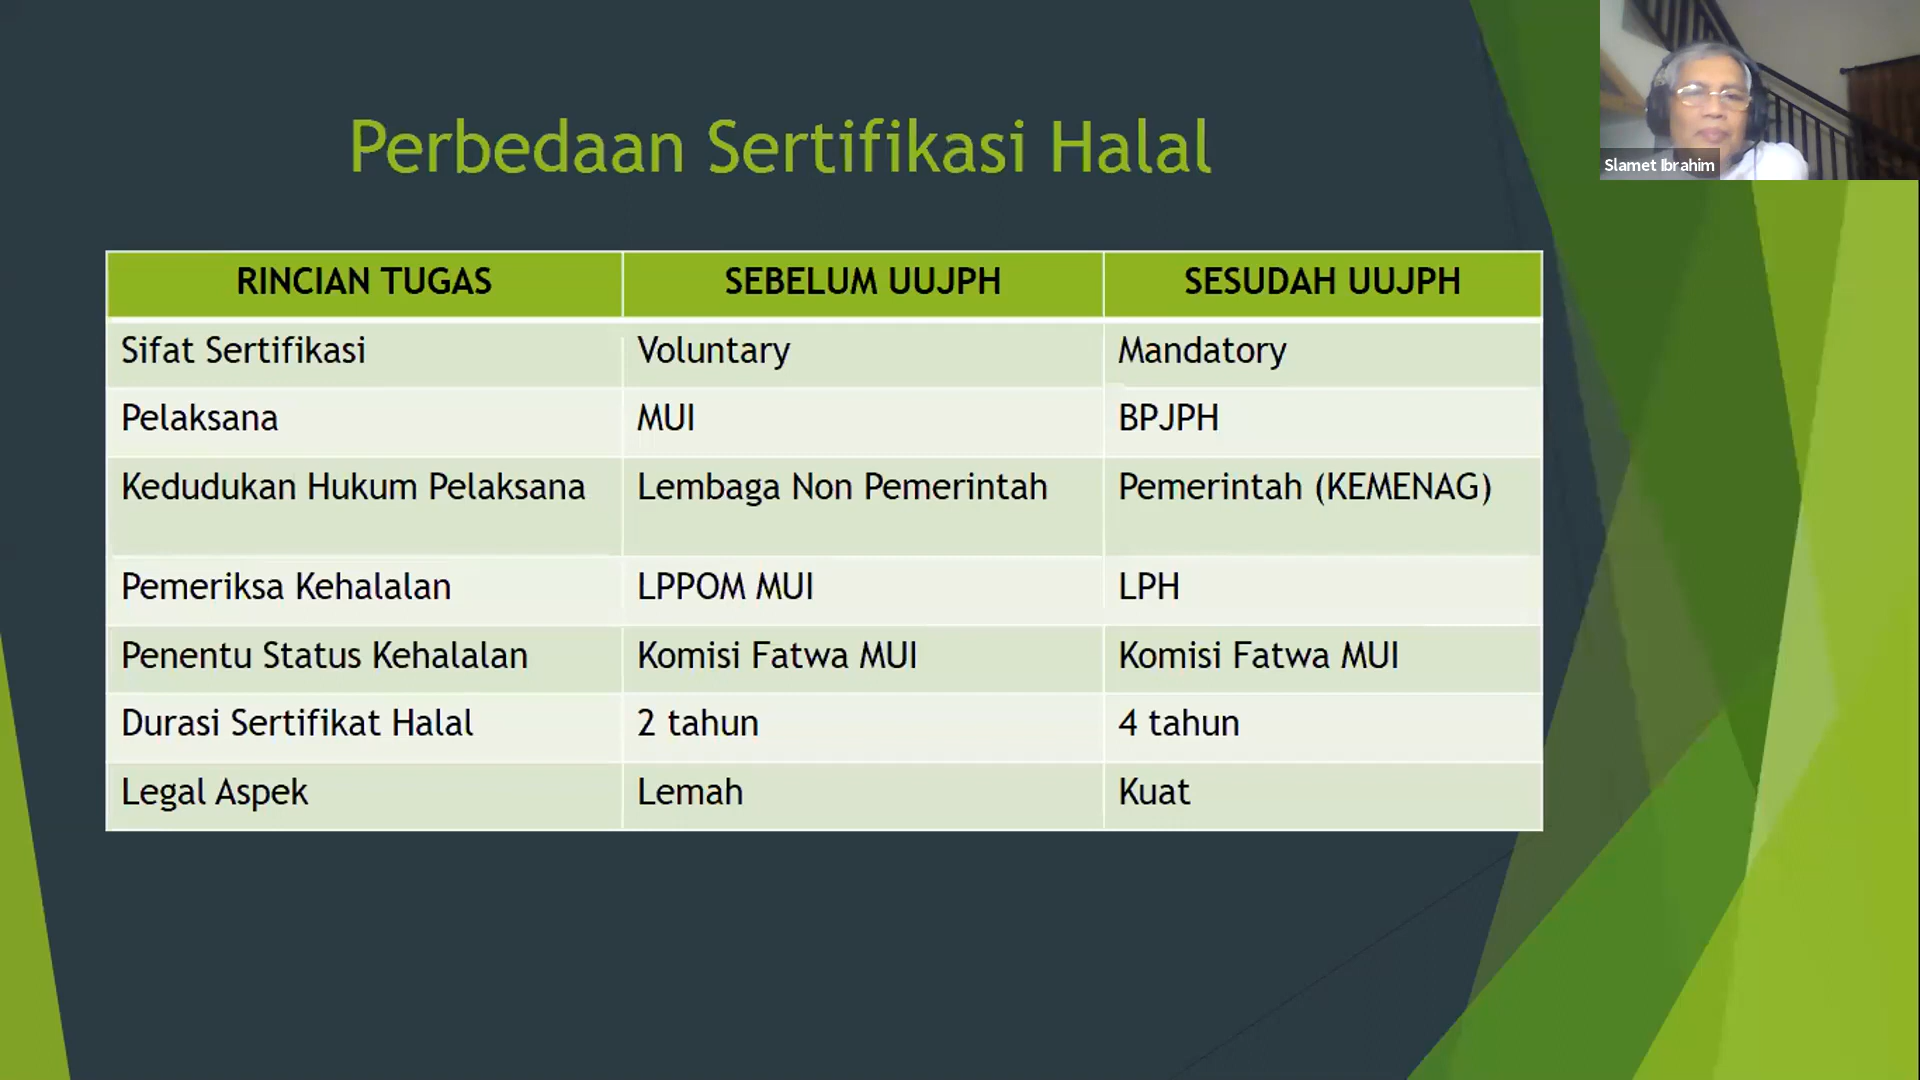 Perbedaan Sertifikasi Halal
RINCIAN TUGAS SEBELUM UUJPH SESUDAH UUJPH
Sifat Sertifikasi Voluntary Mandatory
Pelaksana MUI BPJPH
Kedudukan Hukum Pelaksana Lembaga Non Pemerintah Pemerintah (KEMENAG)
Pemeriksa Kehalalan LPPOM MUI LPH
Penentu Status Kehalalan Komisi Fatwa MUI Komisi Fatwa MUI
Durasi Sertifikat Halal 2 tahun 4 tahun
Legal Aspek Lemah Kuat
Slamet Ibrahim